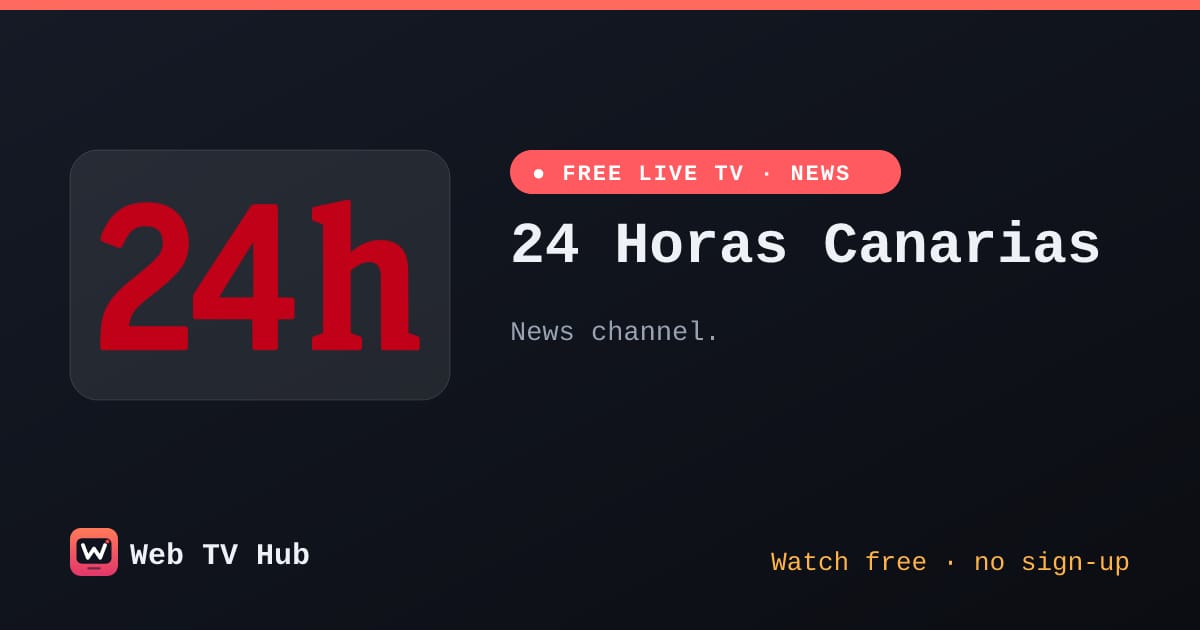 24h
● FREE LIVE TV · NEWS
24 Horas Canarias
News channel.
W
Web TV Hub
Watch free · no sign-up